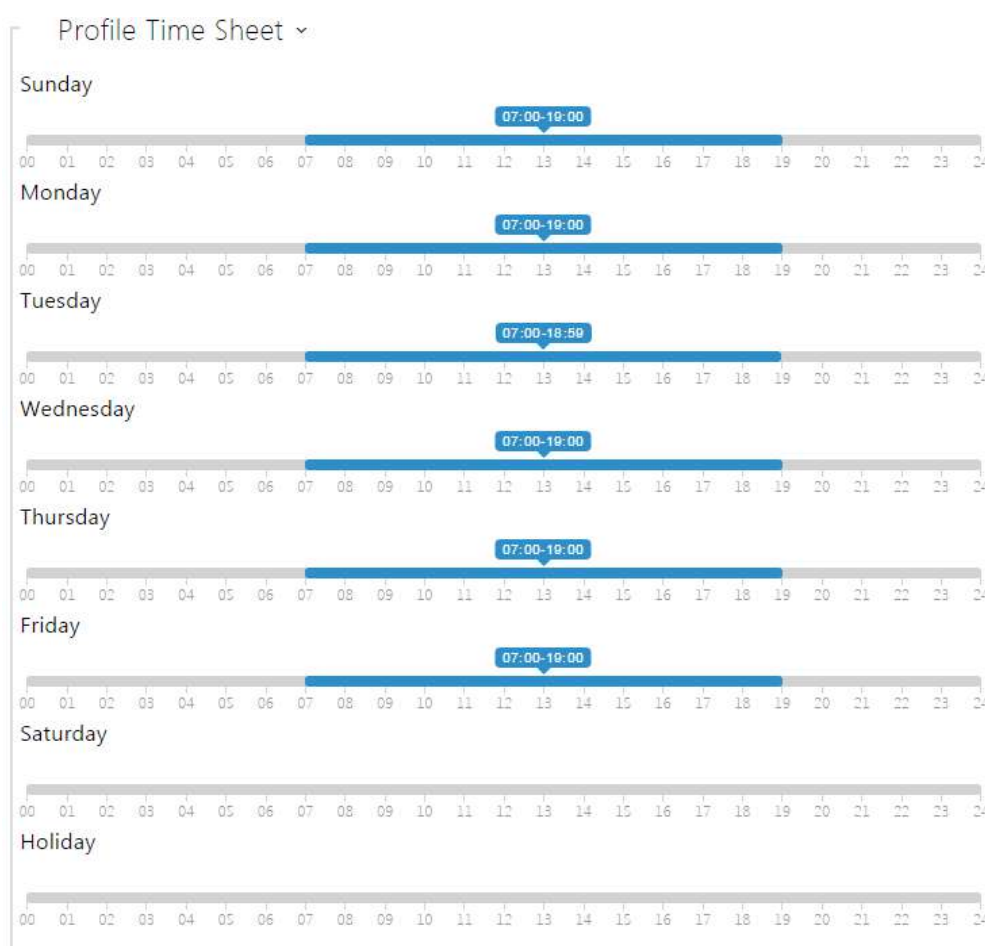 Profile Time Sheet
Sunday
07:00-19:00
00 01 02 03 04 05 06 07 08 09 10 11 12 13 14 15 16 17 18 19 20 21 22 23 24
Monday
07:00-19:00
00 01 02 03 04 05 06 07 08 09 10 11 12 13 14 15 16 17 18 19 20 21 22 23 24
Tuesday
07:00-18:59
00 01 02 03 04 05 06 07 08 09 10 11 12 13 14 15 16 17 18 19 20 21 22 23 24
Wednesday
07:00-19:00
00 01 02 03 04 05 06 07 08 09 10 11 12 13 14 15 16 17 18 19 20 21 22 23 24
Thursday
07:00-19:00
00 01 02 03 04 05 06 07 08 09 10 11 12 13 14 15 16 17 18 19 20 21 22 23 24
Friday
07:00-19:00
00 01 02 03 04 05 06 07 08 09 10 11 12 13 14 15 16 17 18 19 20 21 22 23 24
Saturday
00 01 02 03 04 05 06 07 08 09 10 11 12 13 14 15 16 17 18 19 20 21 22 23 24
Holiday
00 01 02 03 04 05 06 07 08 09 10 11 12 13 14 15 16 17 18 19 20 21 22 23 24